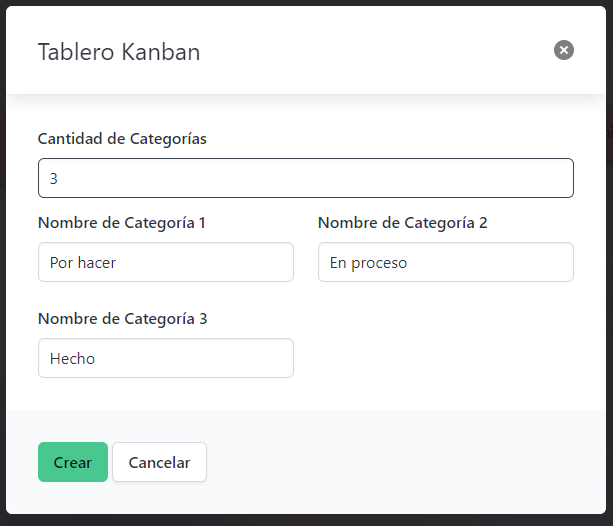 Tablero Kanban
Cantidad de Categorías
3
Nombre de Categoría 1
Nombre de Categoría 2
Por hacer
En proceso
Nombre de Categoría 3
Hecho
Crear
Cancelar